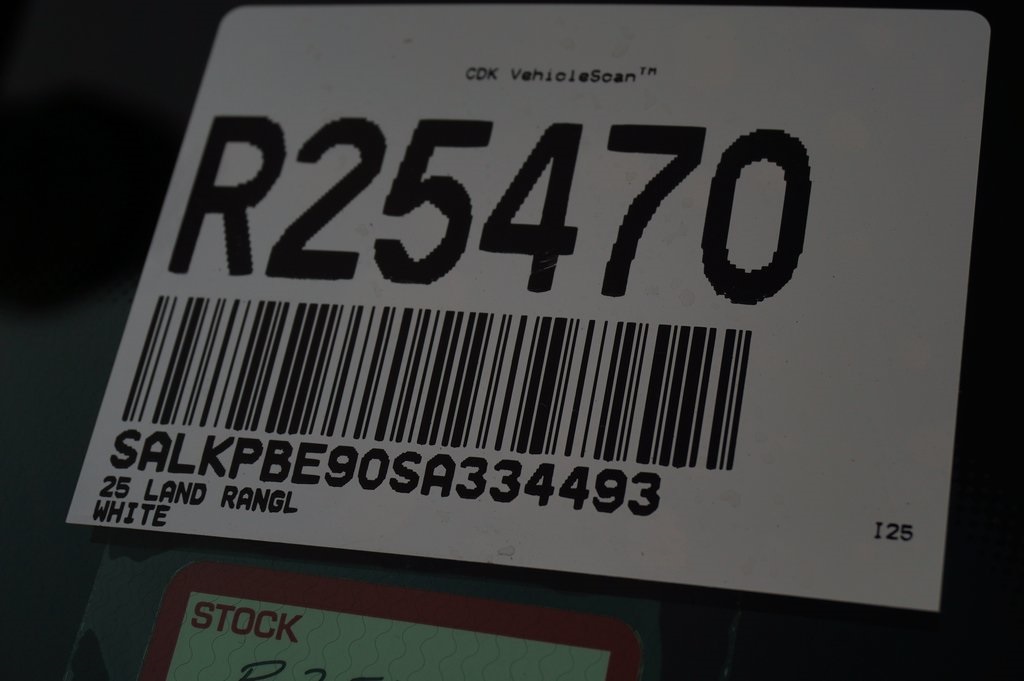 CDK VehicleScan™
R25470
SALKPBE90SA334493
25 LAND RANGL
WHITE
I25
STOCK